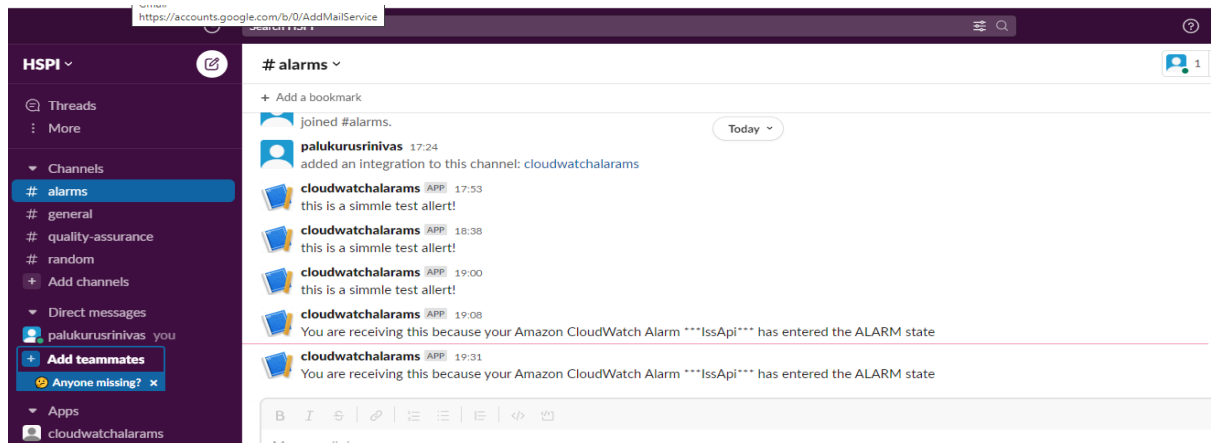 https://accounts.google.com/b/0/AddMailService
HSPI
Threads
More
Channels
# alarms
# general
# quality-assurance
# random
+ Add channels
Direct messages
palukurusrinivas you
+ Add teammates
Anyone missing? ×
Apps
cloudwatchalarams
# alarms
1
+ Add a bookmark
joined #alarms.
Today
palukurusrinivas 17:24
added an integration to this channel: cloudwatchalarams
cloudwatchalarams APP 17:53
this is a simmle test allert!
cloudwatchalarams APP 18:38
this is a simmle test allert!
cloudwatchalarams APP 19:00
this is a simmle test allert!
cloudwatchalarams APP 19:08
You are receiving this because your Amazon CloudWatch Alarm ***IssApi*** has entered the ALARM state
cloudwatchalarams APP 19:31
You are receiving this because your Amazon CloudWatch Alarm ***IssApi*** has entered the ALARM state
B I S